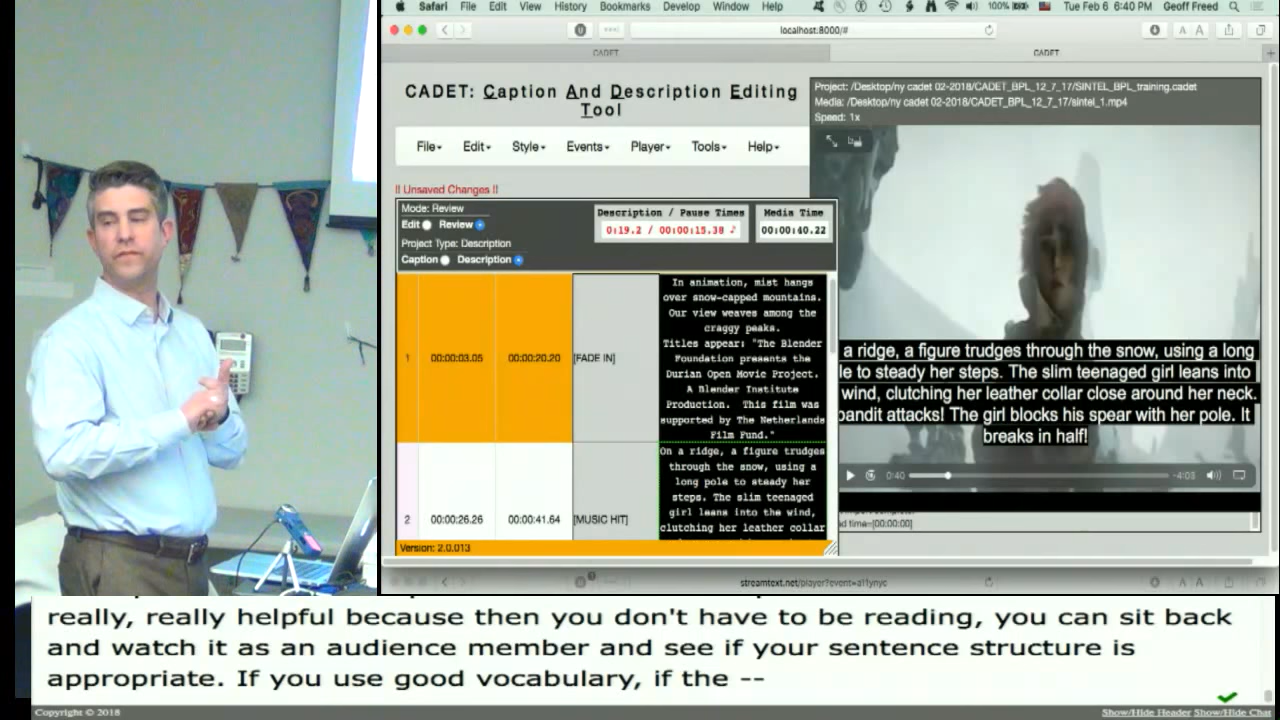 Safari File Edit View History Bookmarks Develop Window Help 100% Tue Feb 6 6:40 PM Geoff Freed
localhost:8000/#
CADET CADET
CADET: Caption And Description Editing
Tool
File Edit Style Events Player Tools Help
!! Unsaved Changes !!
Mode: Review
Edit Review
Project Type: Description
Caption Description
Description / Pause Times
0:19.2 / 00:00:15.38
Media Time
00:00:40.22
1 00:00:03.05 00:00:20.20 [FADE IN]
In animation, mist hangs
over snow-capped mountains.
Our view weaves among the
craggy peaks.
Titles appear: "The Blender
Foundation presents the
Durian Open Movie Project.
A Blender Institute
Production. This film was
supported by The Netherlands
Film Fund."
2 00:00:26.26 00:00:41.64 [MUSIC HIT]
On a ridge, a figure trudges
through the snow, using a
long pole to steady her
steps. The slim teenaged
girl leans into the wind,
clutching her leather collar
Version: 2.0.013
Project: /Desktop/ny cadet 02-2018/CADET_BPL_12_7_17/SINTEL_BPL_training.cadet
Media: /Desktop/ny cadet 02-2018/CADET_BPL_12_7_17/sintel_1.mp4
Speed: 1x
a ridge, a figure trudges through the snow, using a long
le to steady her steps. The slim teenaged girl leans into
wind, clutching her leather collar close around her neck.
bandit attacks! The girl blocks his spear with her pole. It
breaks in half!
0:40 -4:03
d time=[00:00:00]
streamtext.net/player?event=a11ynyc
really, really helpful because then you don't have to be reading, you can sit back
and watch it as an audience member and see if your sentence structure is
appropriate. If you use good vocabulary, if the --
Copyright © 2018 Show/Hide Header Show/Hide Chat